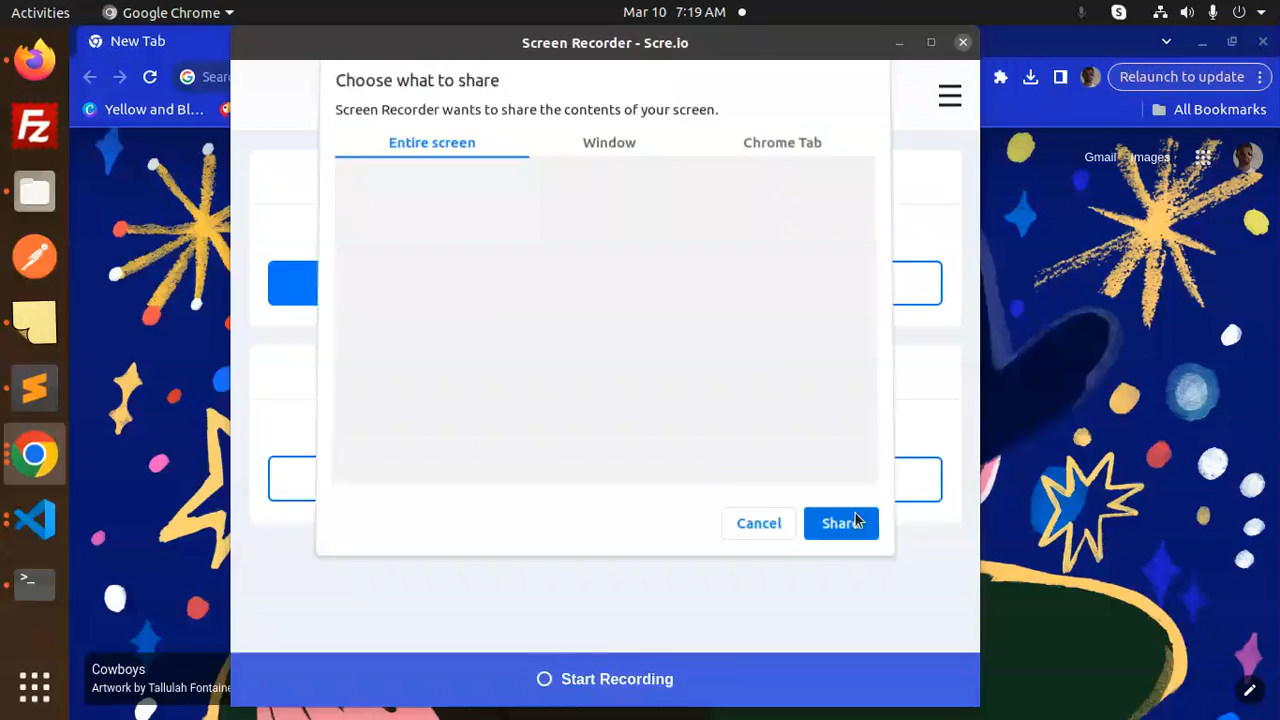 Activities
Google Chrome
Mar 10 7:19 AM
New Tab
Screen Recorder - Scre.io
Relaunch to update
Yellow and Bl...
All Bookmarks
Choose what to share
Screen Recorder wants to share the contents of your screen.
Entire screen
Window
Chrome Tab
Gmail
Images
Cancel
Share
Cowboys
Artwork by Tallulah Fontaine
Start Recording